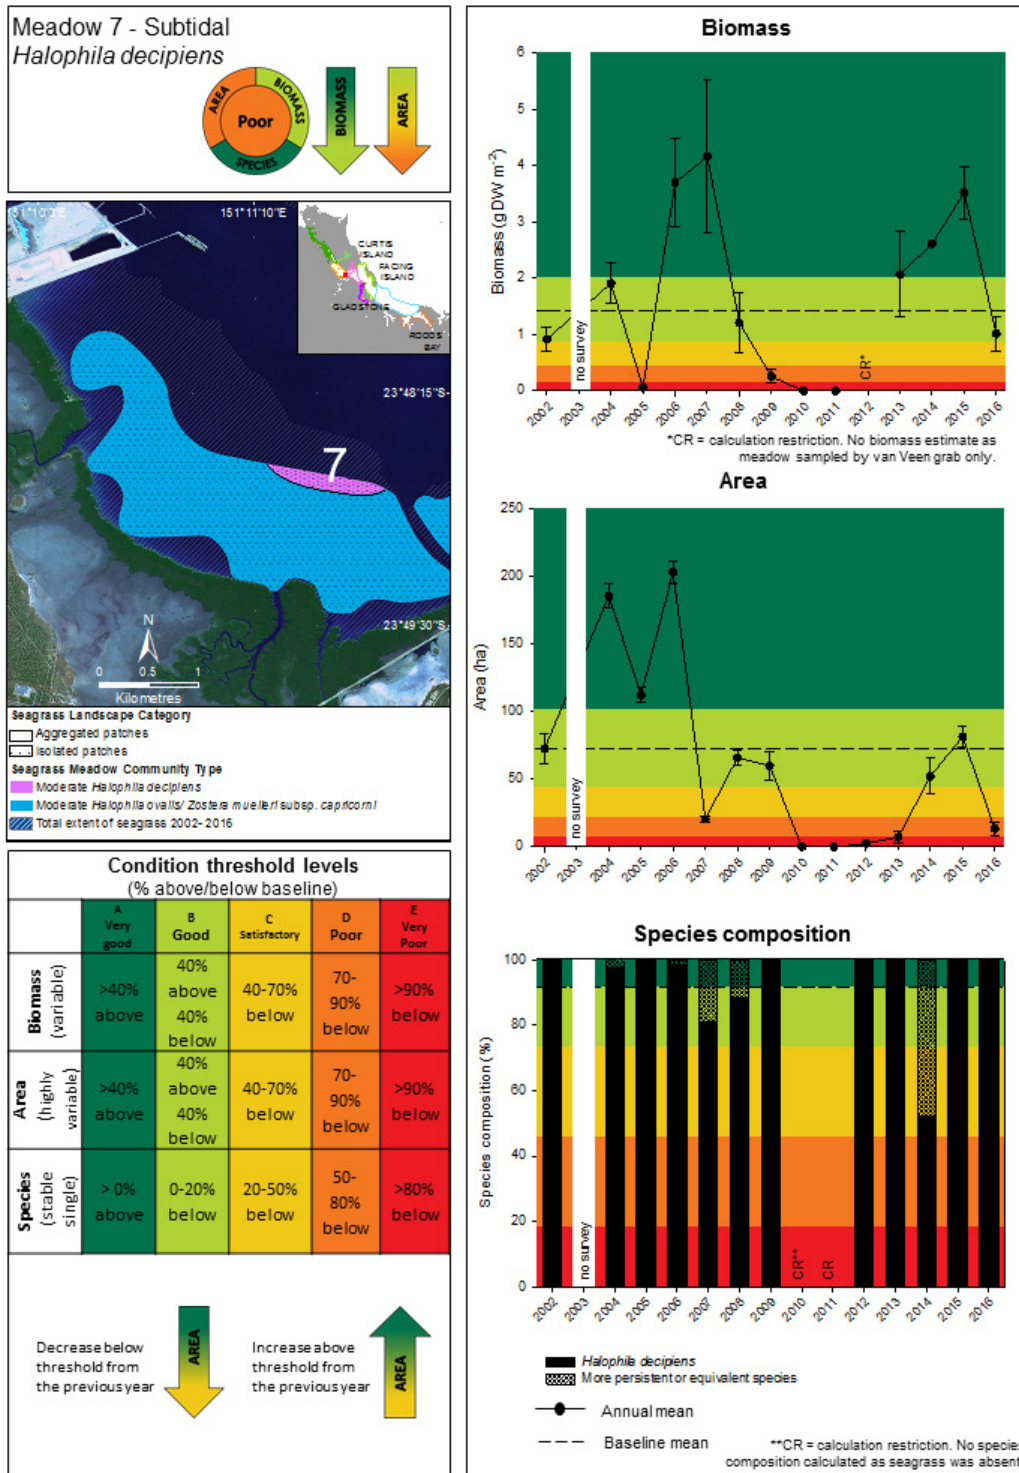 Meadow 7 - Subtidal
Halophila decipiens
AREA
BIOMASS
Poor
SPECIES
BIOMASS
AREA
151°10'0"E
151°11'10"E
CURTIS
ISLAND
FACING
ISLAND
GLADSTONE
RODDS
BAY
23°48'15"S
7
23°49'30"S
N
0 0.5 1
Kilometres
Seagrass Landscape Category
Aggregated patches
Isolated patches
Seagrass Meadow Community Type
Moderate Halophila decipiens
Moderate Halophila ovalis/ Zostera muelleri subsp. capricorni
Total extent of seagrass 2002- 2016
Condition threshold levels
(% above/below baseline)
A Very good
B Good
C Satisfactory
D Poor
E Very Poor
Biomass (variable)
>40% above
40% above 40% below
40-70% below
70-90% below
>90% below
Area (highly variable)
>40% above
40% above 40% below
40-70% below
70-90% below
>90% below
Species (stable single)
> 0% above
0-20% below
20-50% below
50-80% below
>80% below
Decrease below
threshold from
the previous year
AREA
Increase above
threshold from
the previous year
AREA
Biomass
Biomass (g DW m-2)
6
5
4
3
2
1
0
no survey
CR*
2002 2003 2004 2005 2006 2007 2008 2009 2010 2011 2012 2013 2014 2015 2016
*CR = calculation restriction. No biomass estimate as
meadow sampled by van Veen grab only.
Area
Area (ha)
250
200
150
100
50
0
no survey
2002 2003 2004 2005 2006 2007 2008 2009 2010 2011 2012 2013 2014 2015 2016
Species composition
Species composition (%)
100
80
60
40
20
0
no survey
CR**
CR
2002 2003 2004 2005 2006 2007 2008 2009 2010 2011 2012 2013 2014 2015 2016
Halophila decipiens
More persistent or equivalent species
Annual mean
Baseline mean
**CR = calculation restriction. No species
composition calculated as seagrass was absent